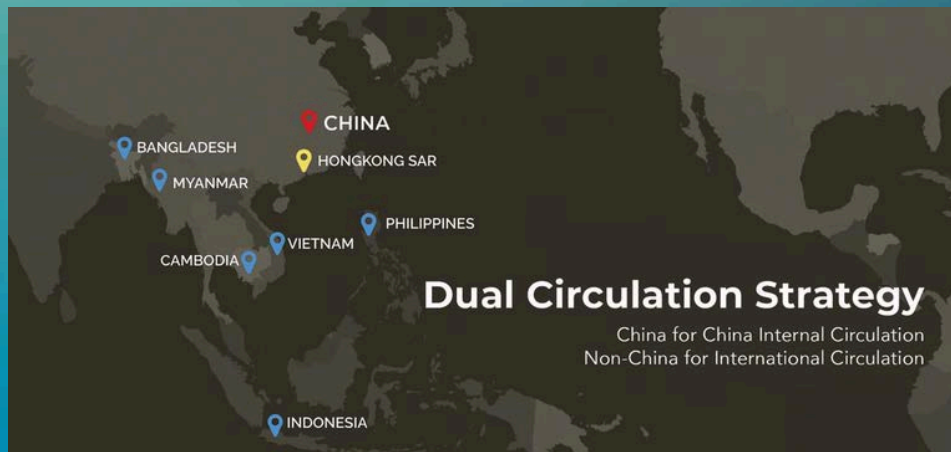 CHINA
BANGLADESH
HONGKONG SAR
MYANMAR
PHILIPPINES
VIETNAM
CAMBODIA
Dual Circulation Strategy
China for China Internal Circulation
Non-China for International Circulation
INDONESIA